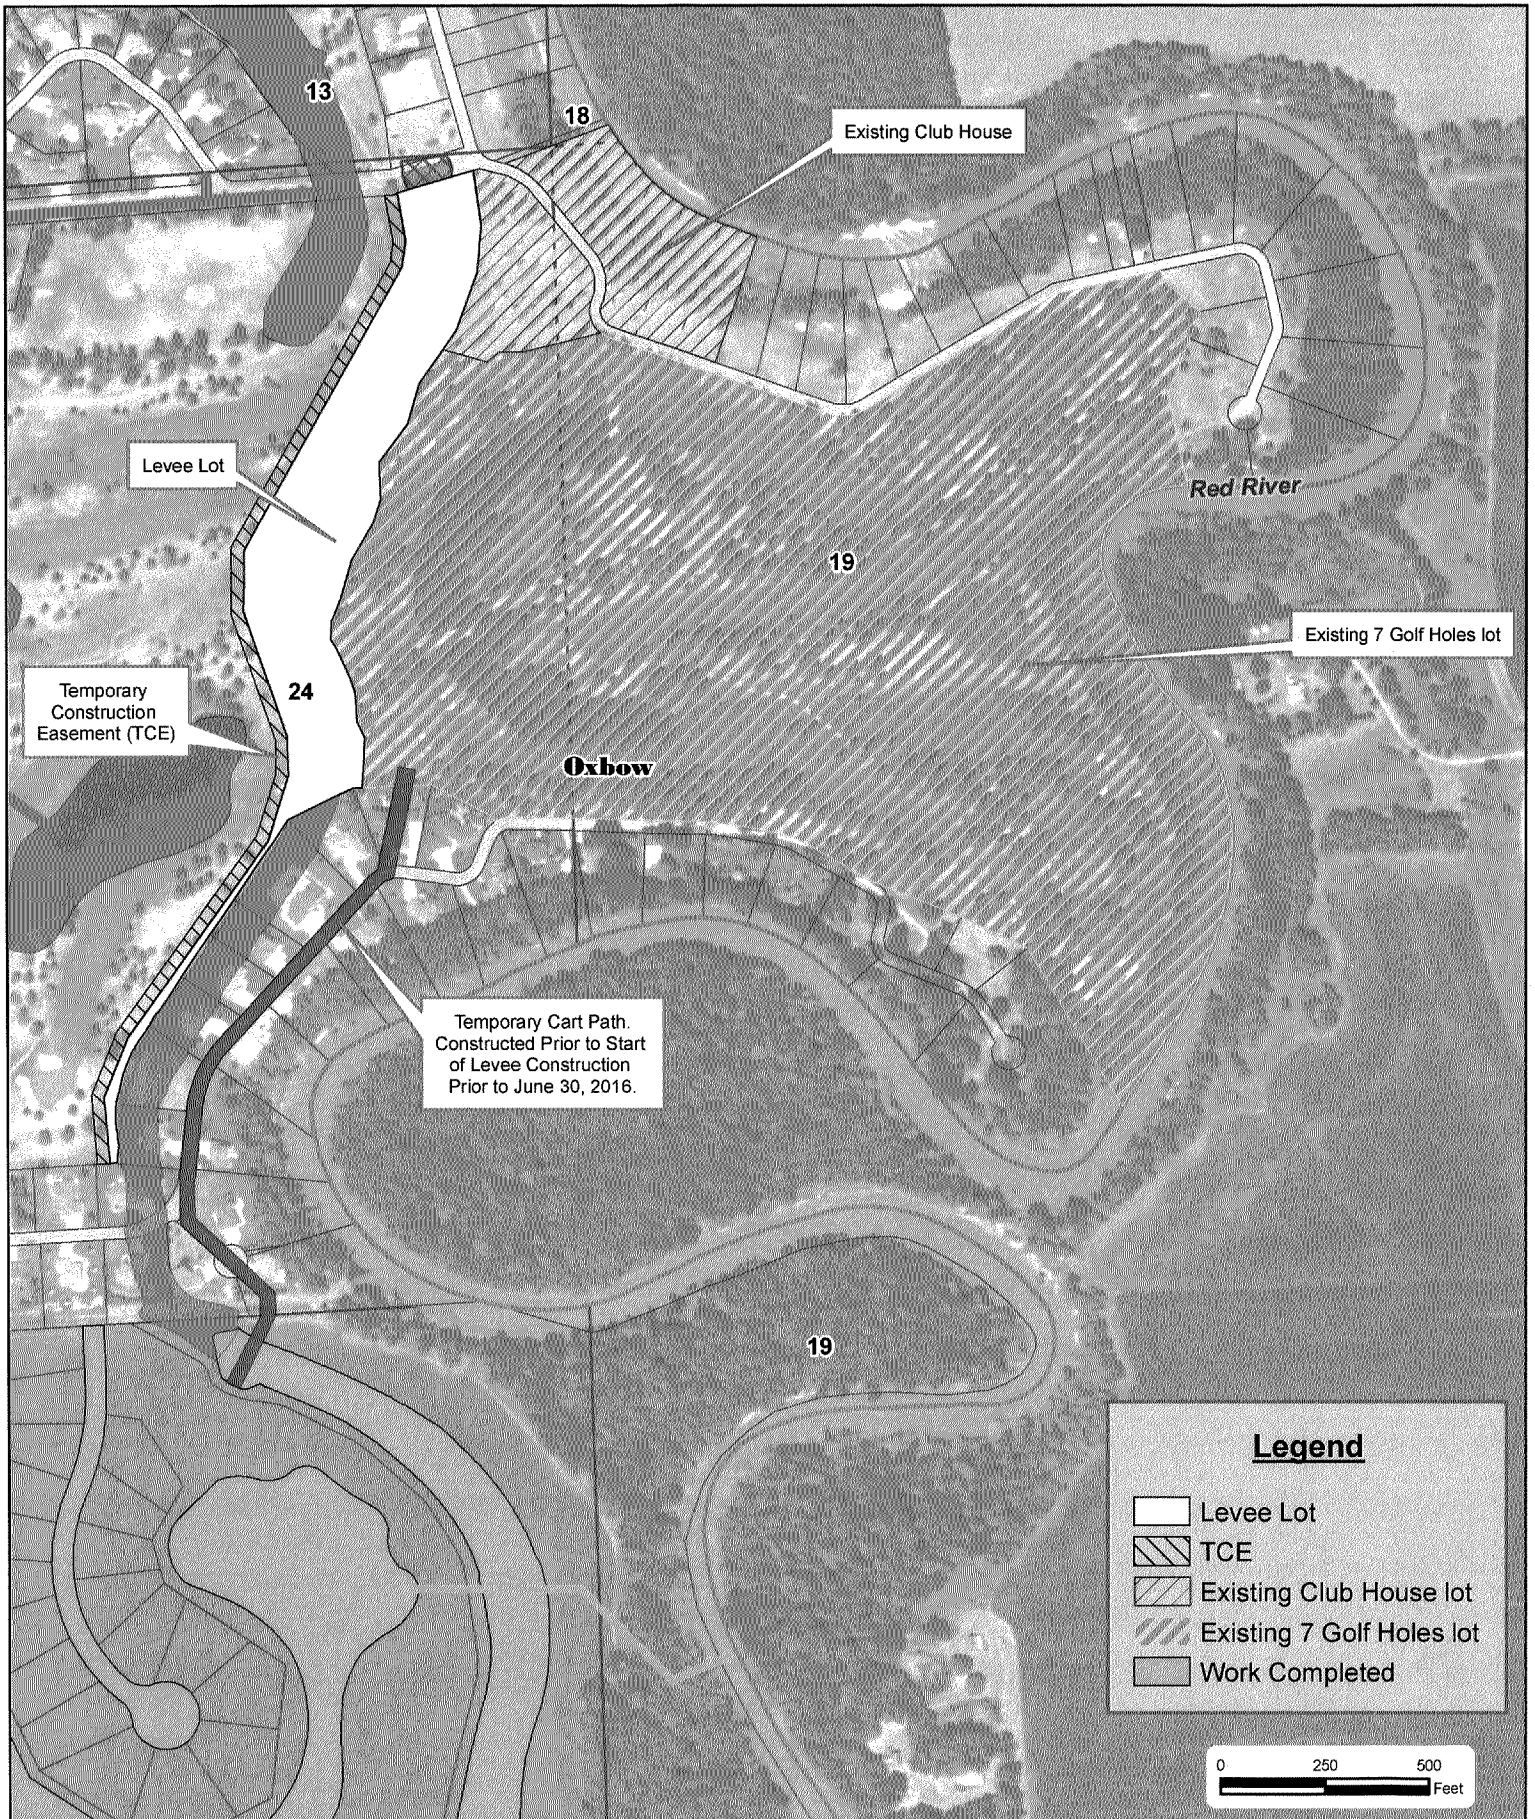 13
18
Existing Club House
Levee Lot
Red River
19
Existing 7 Golf Holes lot
24
Temporary
Construction
Easement (TCE)
Oxbow
Temporary Cart Path.
Constructed Prior to Start
of Levee Construction
Prior to June 30, 2016.
19
Legend
Levee Lot
TCE
Existing Club House lot
Existing 7 Golf Holes lot
Work Completed
0 250 500
Feet